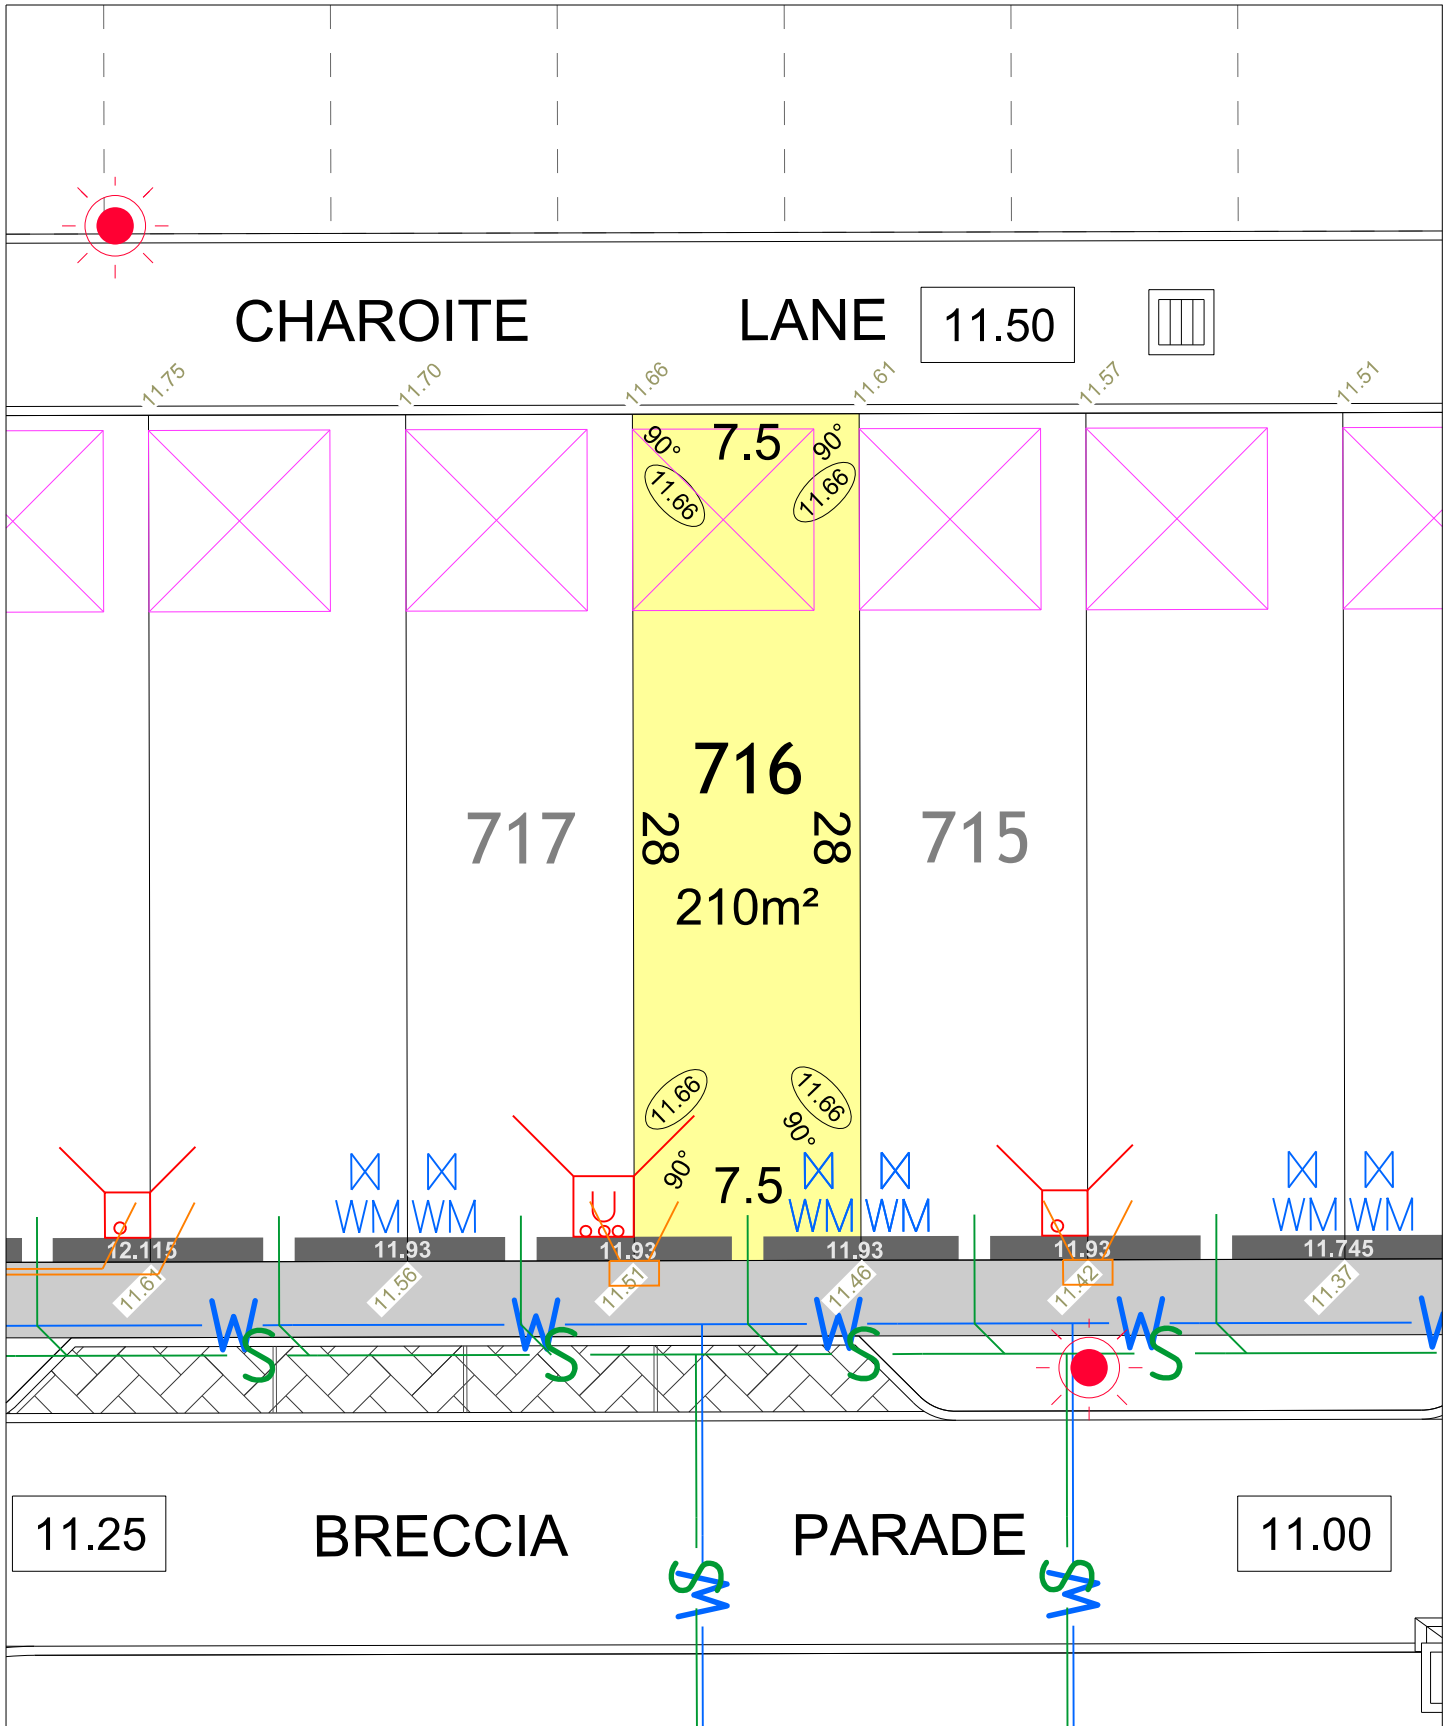 CHAROITE LANE 11.50
11.75 11.70 11.66 11.61 11.57 11.51
90° 7.5 90°
11.66 11.66
716
717 28 28 715
210m²
11.66 11.66
90° 7.5 90°
U
WM WM WM WM WM WM
12.115 11.93 11.93 11.93 11.93 11.745
11.61 11.56 11.51 11.46 11.42 11.37
W W W W W
S S S S
11.25 BRECCIA PARADE 11.00
S S
W W